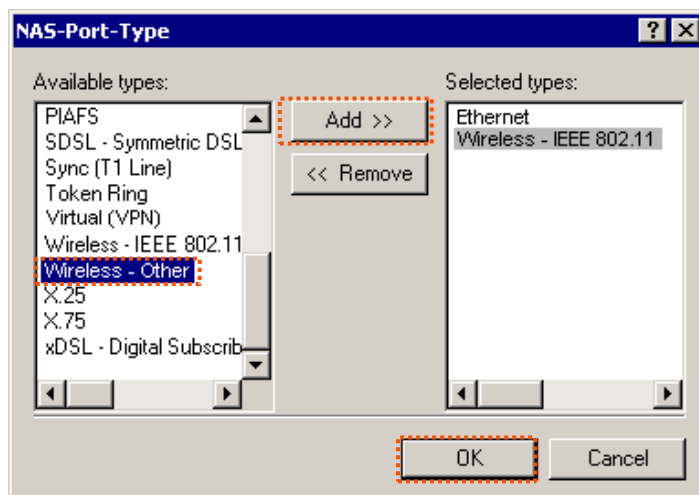 NAS-Port-Type
Available types:
PIAFS
SDSL - Symmetric DSL
Sync (T1 Line)
Token Ring
Virtual (VPN)
Wireless - IEEE 802.11
Wireless - Other
X.25
X.75
xDSL - Digital Subscrib
Add >>
<< Remove
Selected types:
Ethernet
Wireless - IEEE 802.11
OK
Cancel